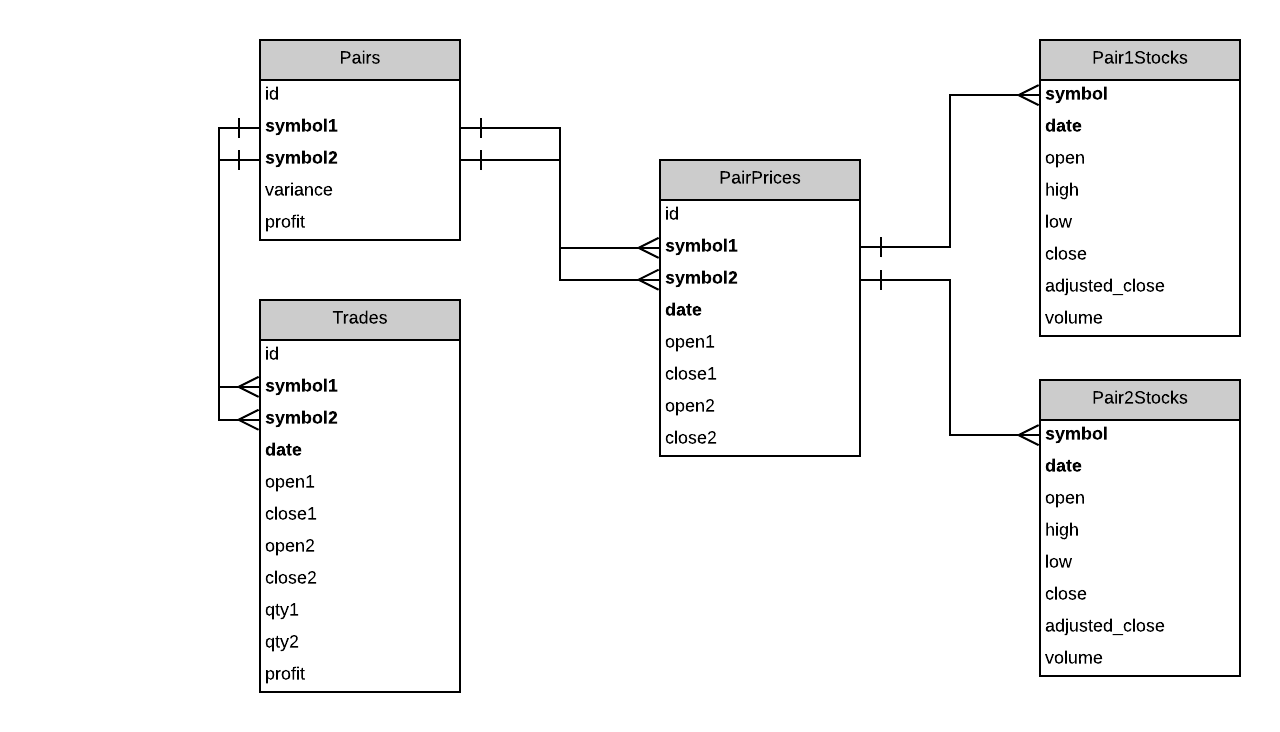 Pairs
id
symbol1
symbol2
variance
profit
Trades
id
symbol1
symbol2
date
open1
close1
open2
close2
qty1
qty2
profit
PairPrices
id
symbol1
symbol2
date
open1
close1
open2
close2
Pair1Stocks
symbol
date
open
high
low
close
adjusted_close
volume
Pair2Stocks
symbol
date
open
high
low
close
adjusted_close
volume